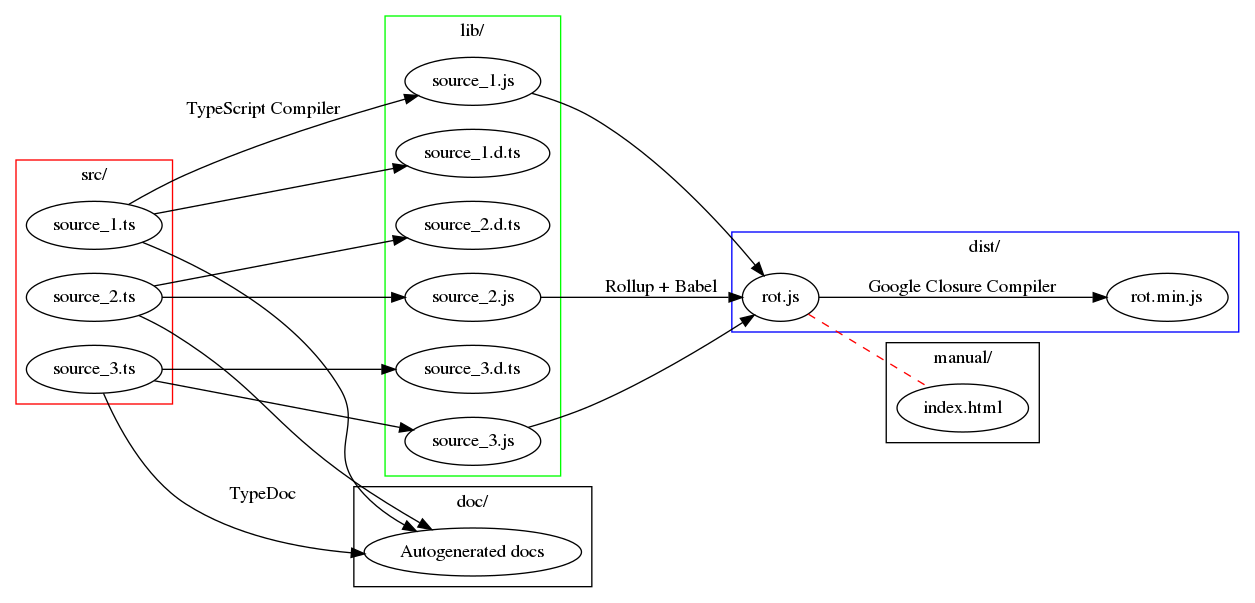 lib/
source_1.js
TypeScript Compiler
source_1.d.ts
src/
source_1.ts
source_2.d.ts
dist/
source_2.ts
source_2.js
Rollup + Babel
rot.js
Google Closure Compiler
rot.min.js
source_3.ts
source_3.d.ts
manual/
index.html
source_3.js
TypeDoc
doc/
Autogenerated docs